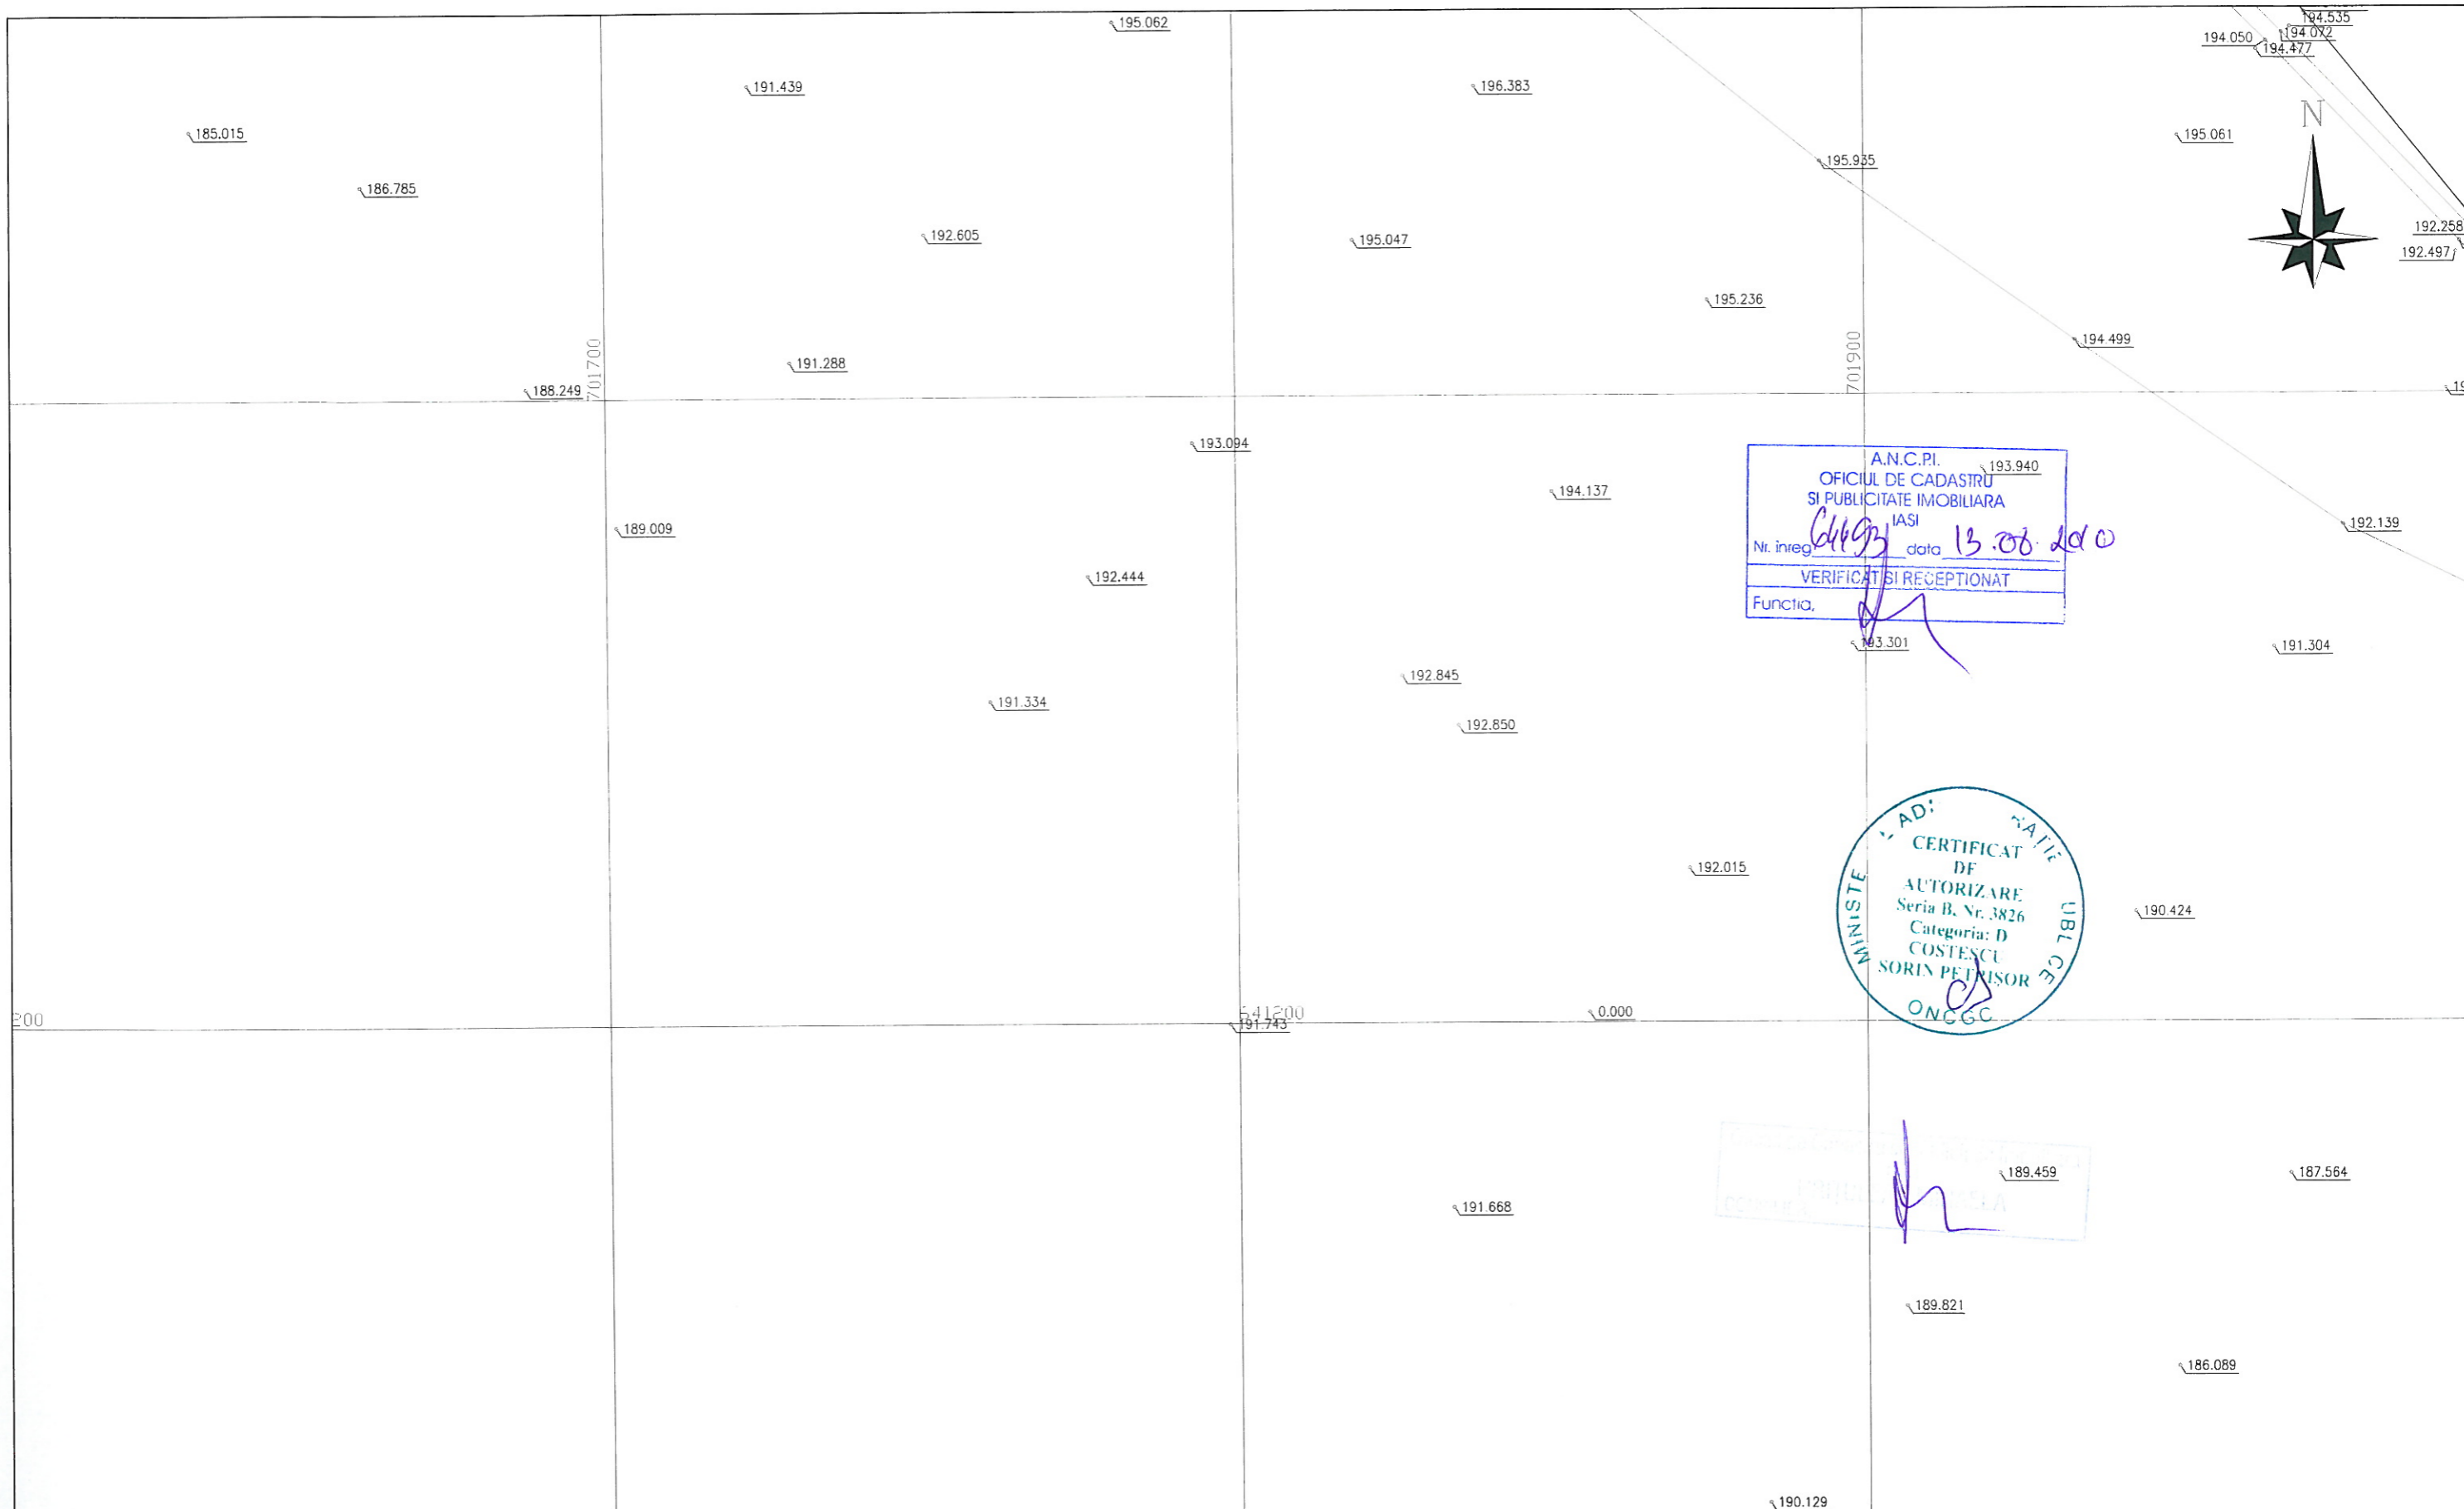 195.062
194.535
194.072
194.050
194.477
191.439
196.383
185.015
195.061
N
186.785
195.935
192.605
195.047
192.258
192.497
195.236
701700
701900
191.288
194.499
188.249
193.094
A.N.C.P.I.
193.940
OFICIUL DE CADASTRU
SI PUBLICITATE IMOBILIARA
IASI
194.137
189.009
192.139
Nr. inreg data 13.08.2010
192.444
VERIFICAT SI RECEPTIONAT
Functia,
193.301
191.304
192.845
191.334
192.850
192.015
CERTIFICAT
DE
AUTORIZARE
Seria B, Nr. 3826
Categoria: D
COSTESCU
SORIN PETRISOR
ONCGC
190.424
200
541200
191.743
0.000
189.459
187.564
191.668
189.821
186.089
190.129